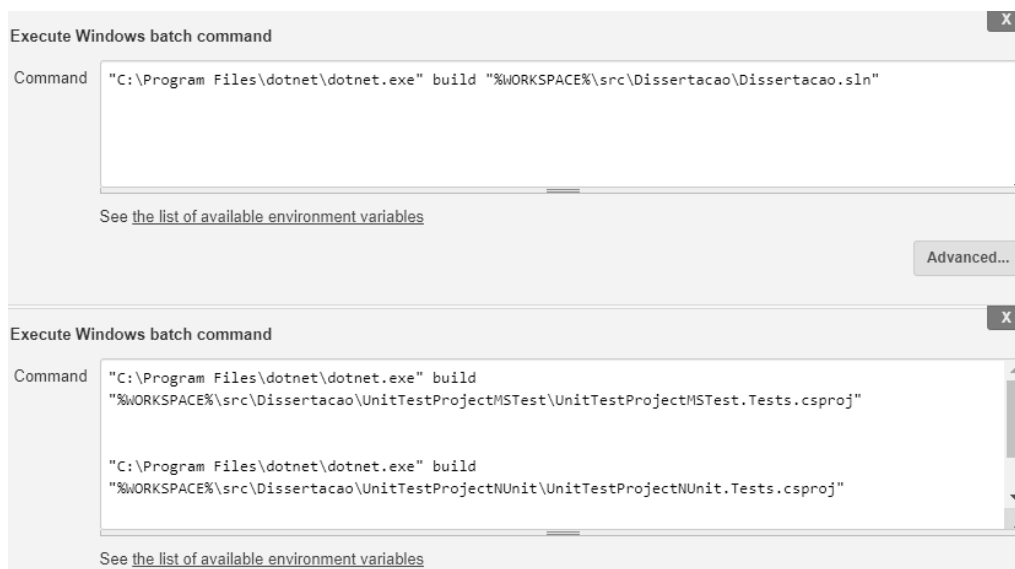 X
Execute Windows batch command
Command
"C:\Program Files\dotnet\dotnet.exe" build "%WORKSPACE%\src\Dissertacao\Dissertacao.sln"
See the list of available environment variables
Advanced...
X
Execute Windows batch command
Command
"C:\Program Files\dotnet\dotnet.exe" build
"%WORKSPACE%\src\Dissertacao\UnitTestProjectMSTest\UnitTestProjectMSTest.Tests.csproj"
"C:\Program Files\dotnet\dotnet.exe" build
"%WORKSPACE%\src\Dissertacao\UnitTestProjectNUnit\UnitTestProjectNUnit.Tests.csproj"
See the list of available environment variables